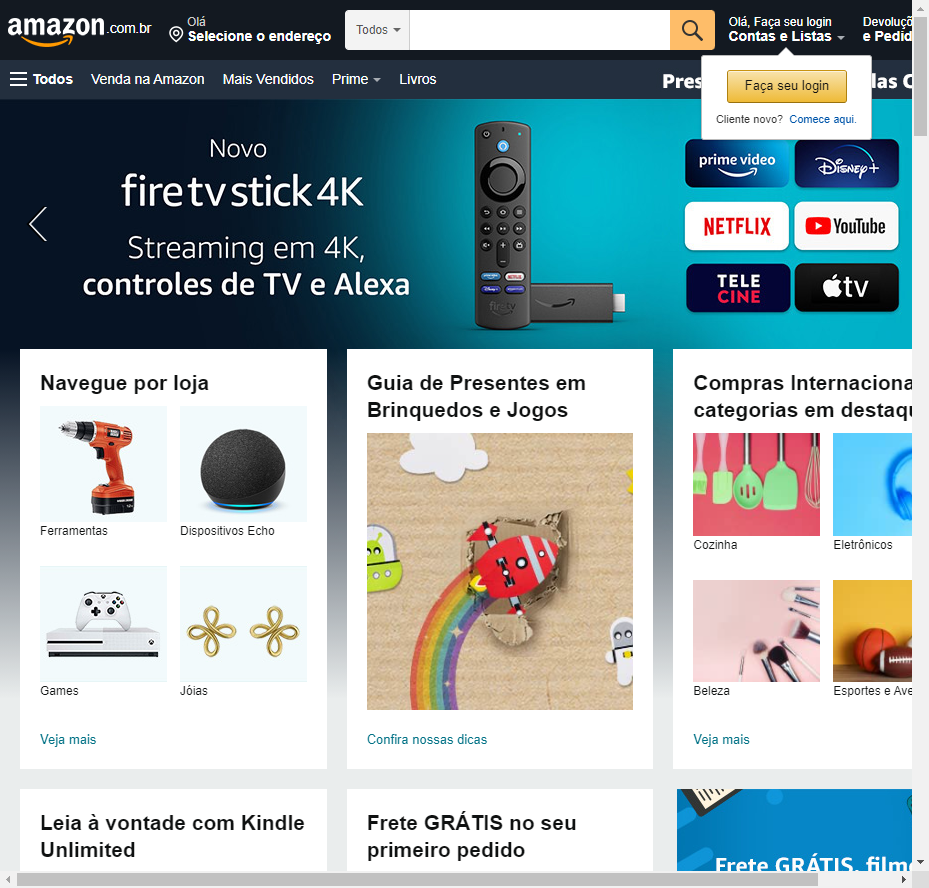 amazon.com.br
Olá
Selecione o endereço
Todos
Olá, Faça seu login
Contas e Listas
Devoluç
e Pedid
Todos
Venda na Amazon
Mais Vendidos
Prime
Livros
Pres
las C
Faça seu login
Cliente novo? Comece aqui.
Novo
fire tv stick 4K
Streaming em 4K,
controles de TV e Alexa
prime video
Disney+
NETFLIX
YouTube
TELE
CINE
tv
Navegue por loja
Ferramentas
Dispositivos Echo
Games
Jóias
Veja mais
Guia de Presentes em
Brinquedos e Jogos
Confira nossas dicas
Compras Internaciona
categorias em destaqu
Cozinha
Eletrônicos
Beleza
Esportes e Ave
Veja mais
Leia à vontade com Kindle
Unlimited
Frete GRÁTIS no seu
primeiro pedido
Frete GRÁTIS, film